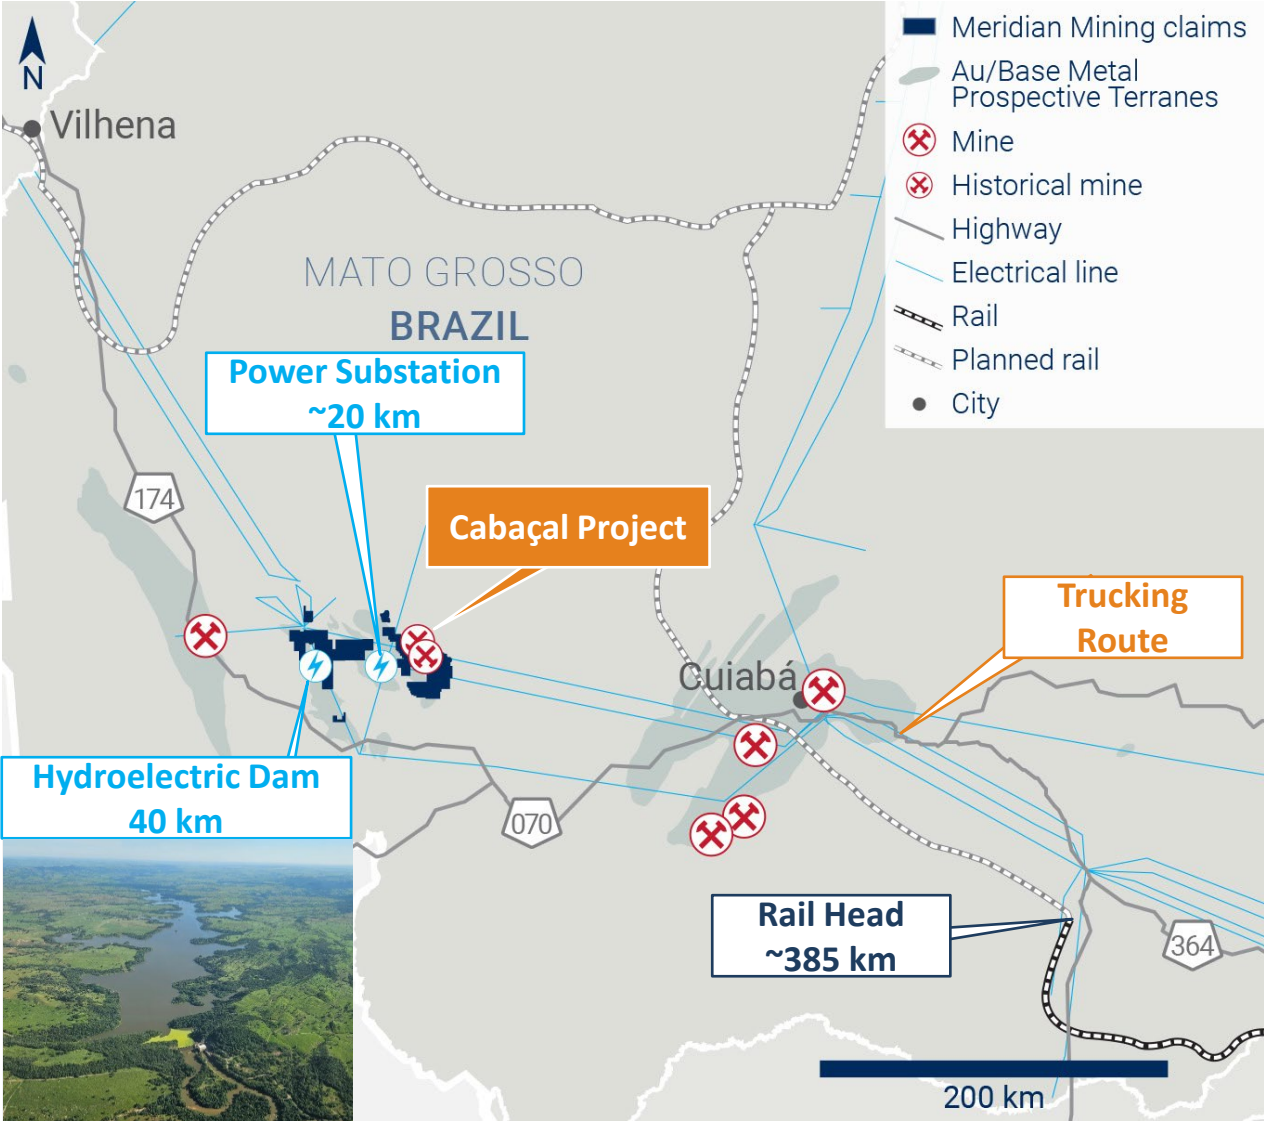 N
Vilhena
MATO GROSSO
BRAZIL
Meridian Mining claims
Au/Base Metal
Prospective Terranes
Mine
Historical mine
Highway
Electrical line
Rail
Planned rail
City
Power Substation
~20 km
174
Cabaçal Project
Trucking
Route
Cuiabá
Hydroelectric Dam
40 km
070
Rail Head
~385 km
364
200 km